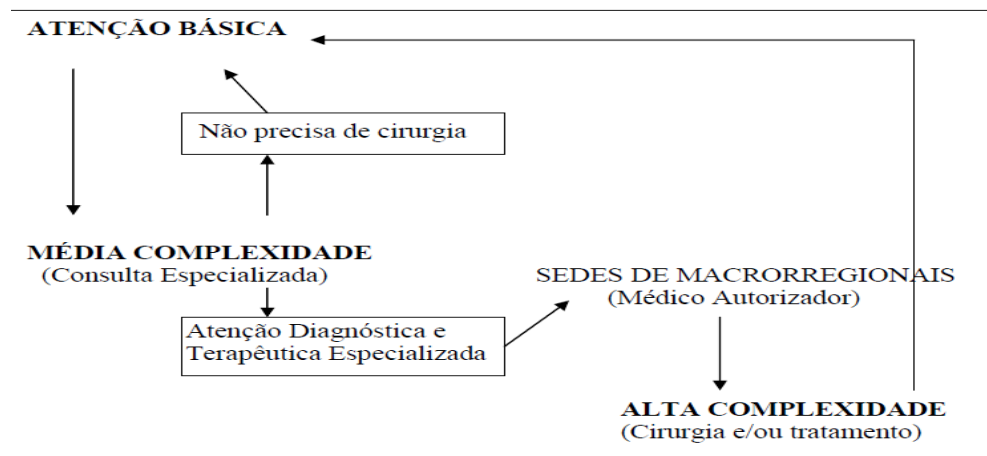 ATENÇÃO BÁSICA
Não precisa de cirurgia
MÉDIA COMPLEXIDADE
(Consulta Especializada)
SEDES DE MACRORREGIONAIS
(Médico Autorizador)
Atenção Diagnóstica e
Terapêutica Especializada
ALTA COMPLEXIDADE
(Cirurgia e/ou tratamento)